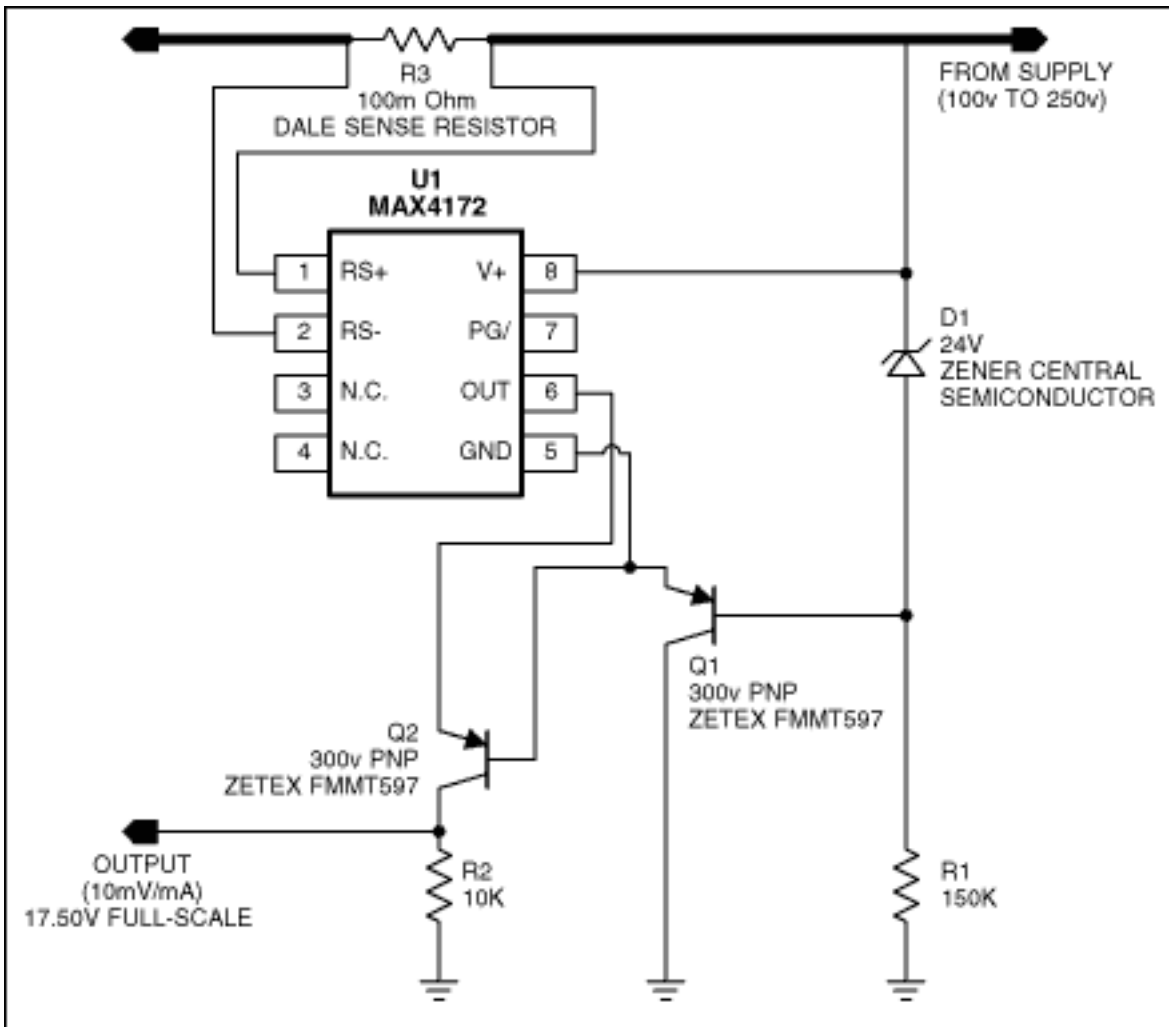 R3
100m Ohm
DALE SENSE RESISTOR
FROM SUPPLY
(100v TO 250v)
U1
MAX4172
1 RS+ V+ 8
2 RS- PG/ 7
3 N.C. OUT 6
4 N.C. GND 5
D1
24V
ZENER CENTRAL
SEMICONDUCTOR
Q1
300v PNP
ZETEX FMMT597
Q2
300v PNP
ZETEX FMMT597
OUTPUT
(10mV/mA)
17.50V FULL-SCALE
R2
10K
R1
150K